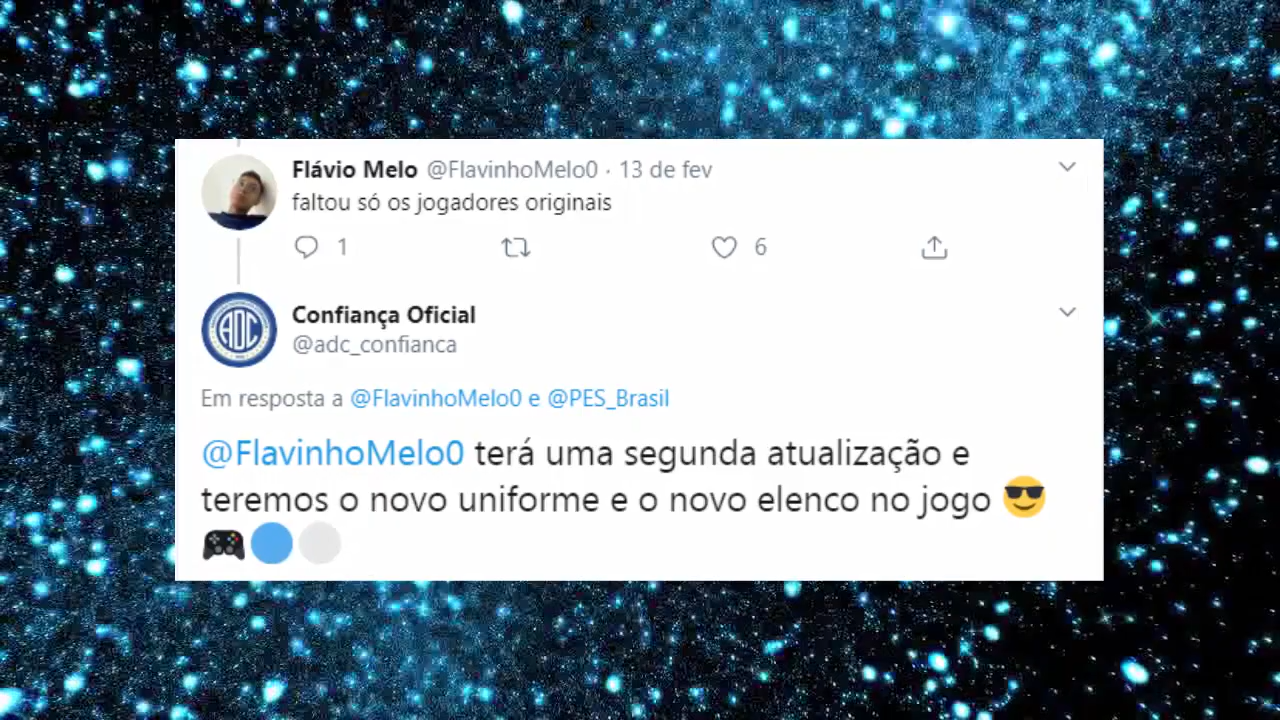 Flávio Melo @FlavinhoMelo0 · 13 de fev
faltou só os jogadores originais
1 6
ADC
Confiança Oficial
@adc_confianca
Em resposta a @FlavinhoMelo0 e @PES_Brasil
@FlavinhoMelo0 terá uma segunda atualização e
teremos o novo uniforme e o novo elenco no jogo 😎
🎮🔵⚪